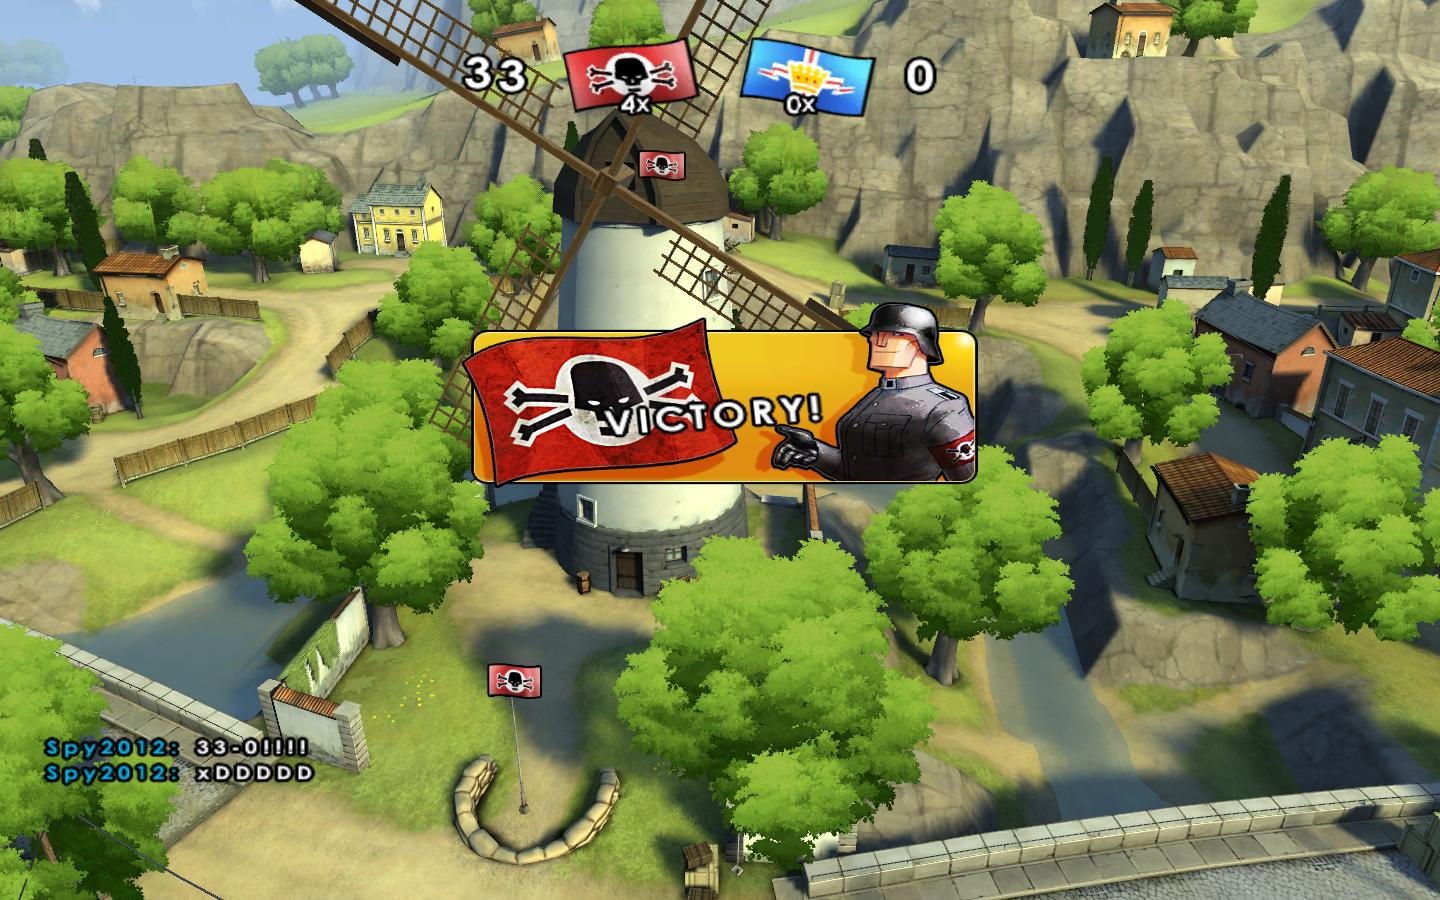 33 4x 0x 0
VICTORY!
Spy2012: 33-0!!!!
Spy2012: xDDDDD